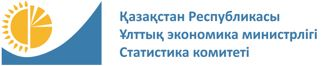 Қазақстан Республикасы
Ұлттық экономика министрлігі
Статистика комитеті